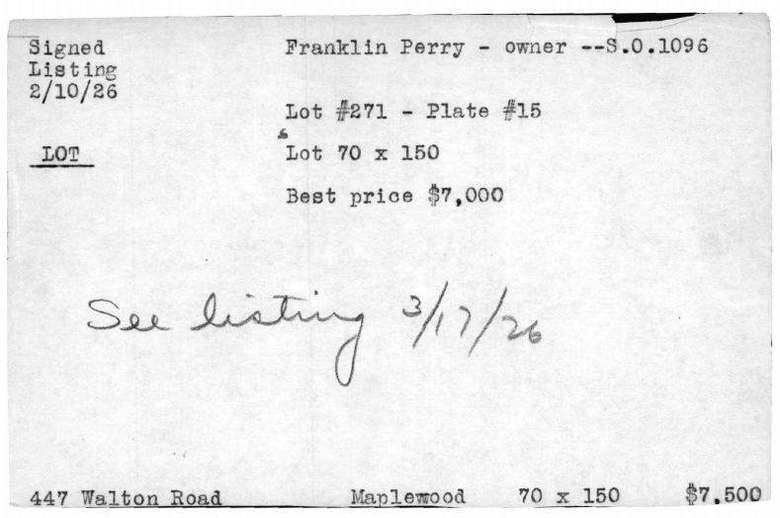 Signed Franklin Perry - owner --S.O.1096
Listing
2/10/26
Lot #271 - Plate #15
LOT Lot 70 x 150
Best price $7,000
See listing 3/17/26
447 Walton Road Maplewood 70 x 150 $7,500